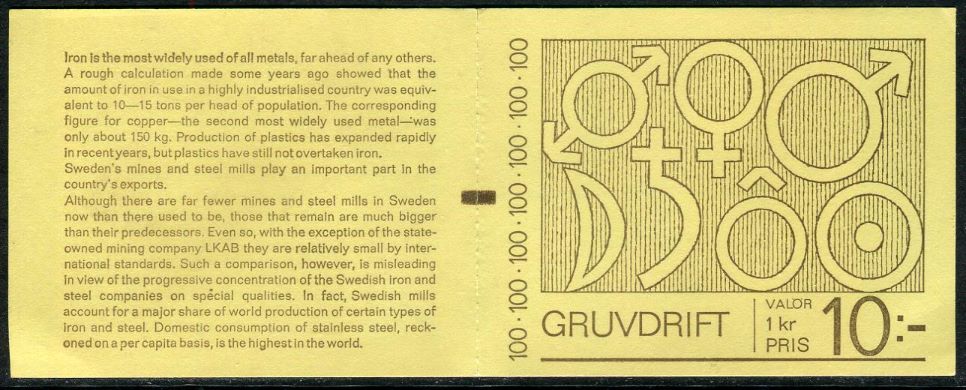 Iron is the most widely used of all metals, far ahead of any others.
A rough calculation made some years ago showed that the
amount of iron in use in a highly industrialised country was equiv-
alent to 10—15 tons per head of population. The corresponding
figure for copper—the second most widely used metal—was
only about 150 kg. Production of plastics has expanded rapidly
in recent years, but plastics have still not overtaken iron.
Sweden's mines and steel mills play an important part in the
country's exports.
Although there are far fewer mines and steel mills in Sweden
now than there used to be, those that remain are much bigger
than their predecessors. Even so, with the exception of the state-
owned mining company LKAB they are relatively small by inter-
national standards. Such a comparison, however, is misleading
in view of the progressive concentration of the Swedish iron and
steel companies on special qualities. In fact, Swedish mills
account for a major share of world production of certain types of
iron and steel. Domestic consumption of stainless steel, reck-
oned on a per capita basis, is the highest in the world.
100·100·100·100·100·100
GRUVDRIFT
VALÖR
1 kr
PRIS
10:-